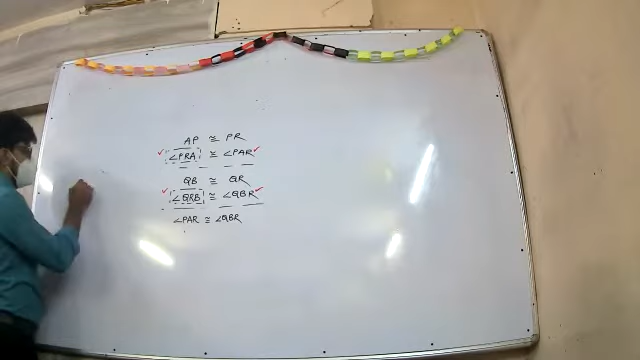 AP ≅ PR
∠PRA ≅ ∠PAR
QB ≅ QR
∠QRB ≅ ∠QBR
∠PAR ≅ ∠QBR